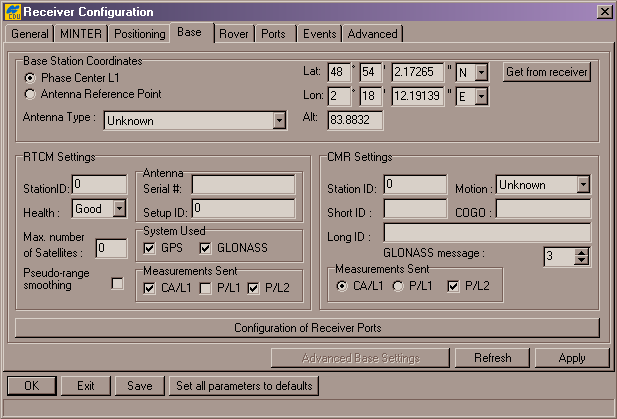 CDU Receiver Configuration
General MINTER Positioning Base Rover Ports Events Advanced
Base Station Coordinates
Phase Center L1
Antenna Reference Point
Antenna Type : Unknown
Lat: 48 ° 54 ' 2.17265 " N Get from receiver
Lon: 2 ° 18 ' 12.19139 " E
Alt: 83.8832
RTCM Settings
StationID: 0
Health : Good
Max. number
of Satellites : 0
Pseudo-range
smoothing
Antenna
Serial #:
Setup ID: 0
System Used
GPS GLONASS
Measurements Sent
CA/L1 P/L1 P/L2
CMR Settings
Station ID: 0 Motion : Unknown
Short ID : COGO :
Long ID :
GLONASS message : 3
Measurements Sent
CA/L1 P/L1 P/L2
Configuration of Receiver Ports
Advanced Base Settings Refresh Apply
OK Exit Save Set all parameters to defaults